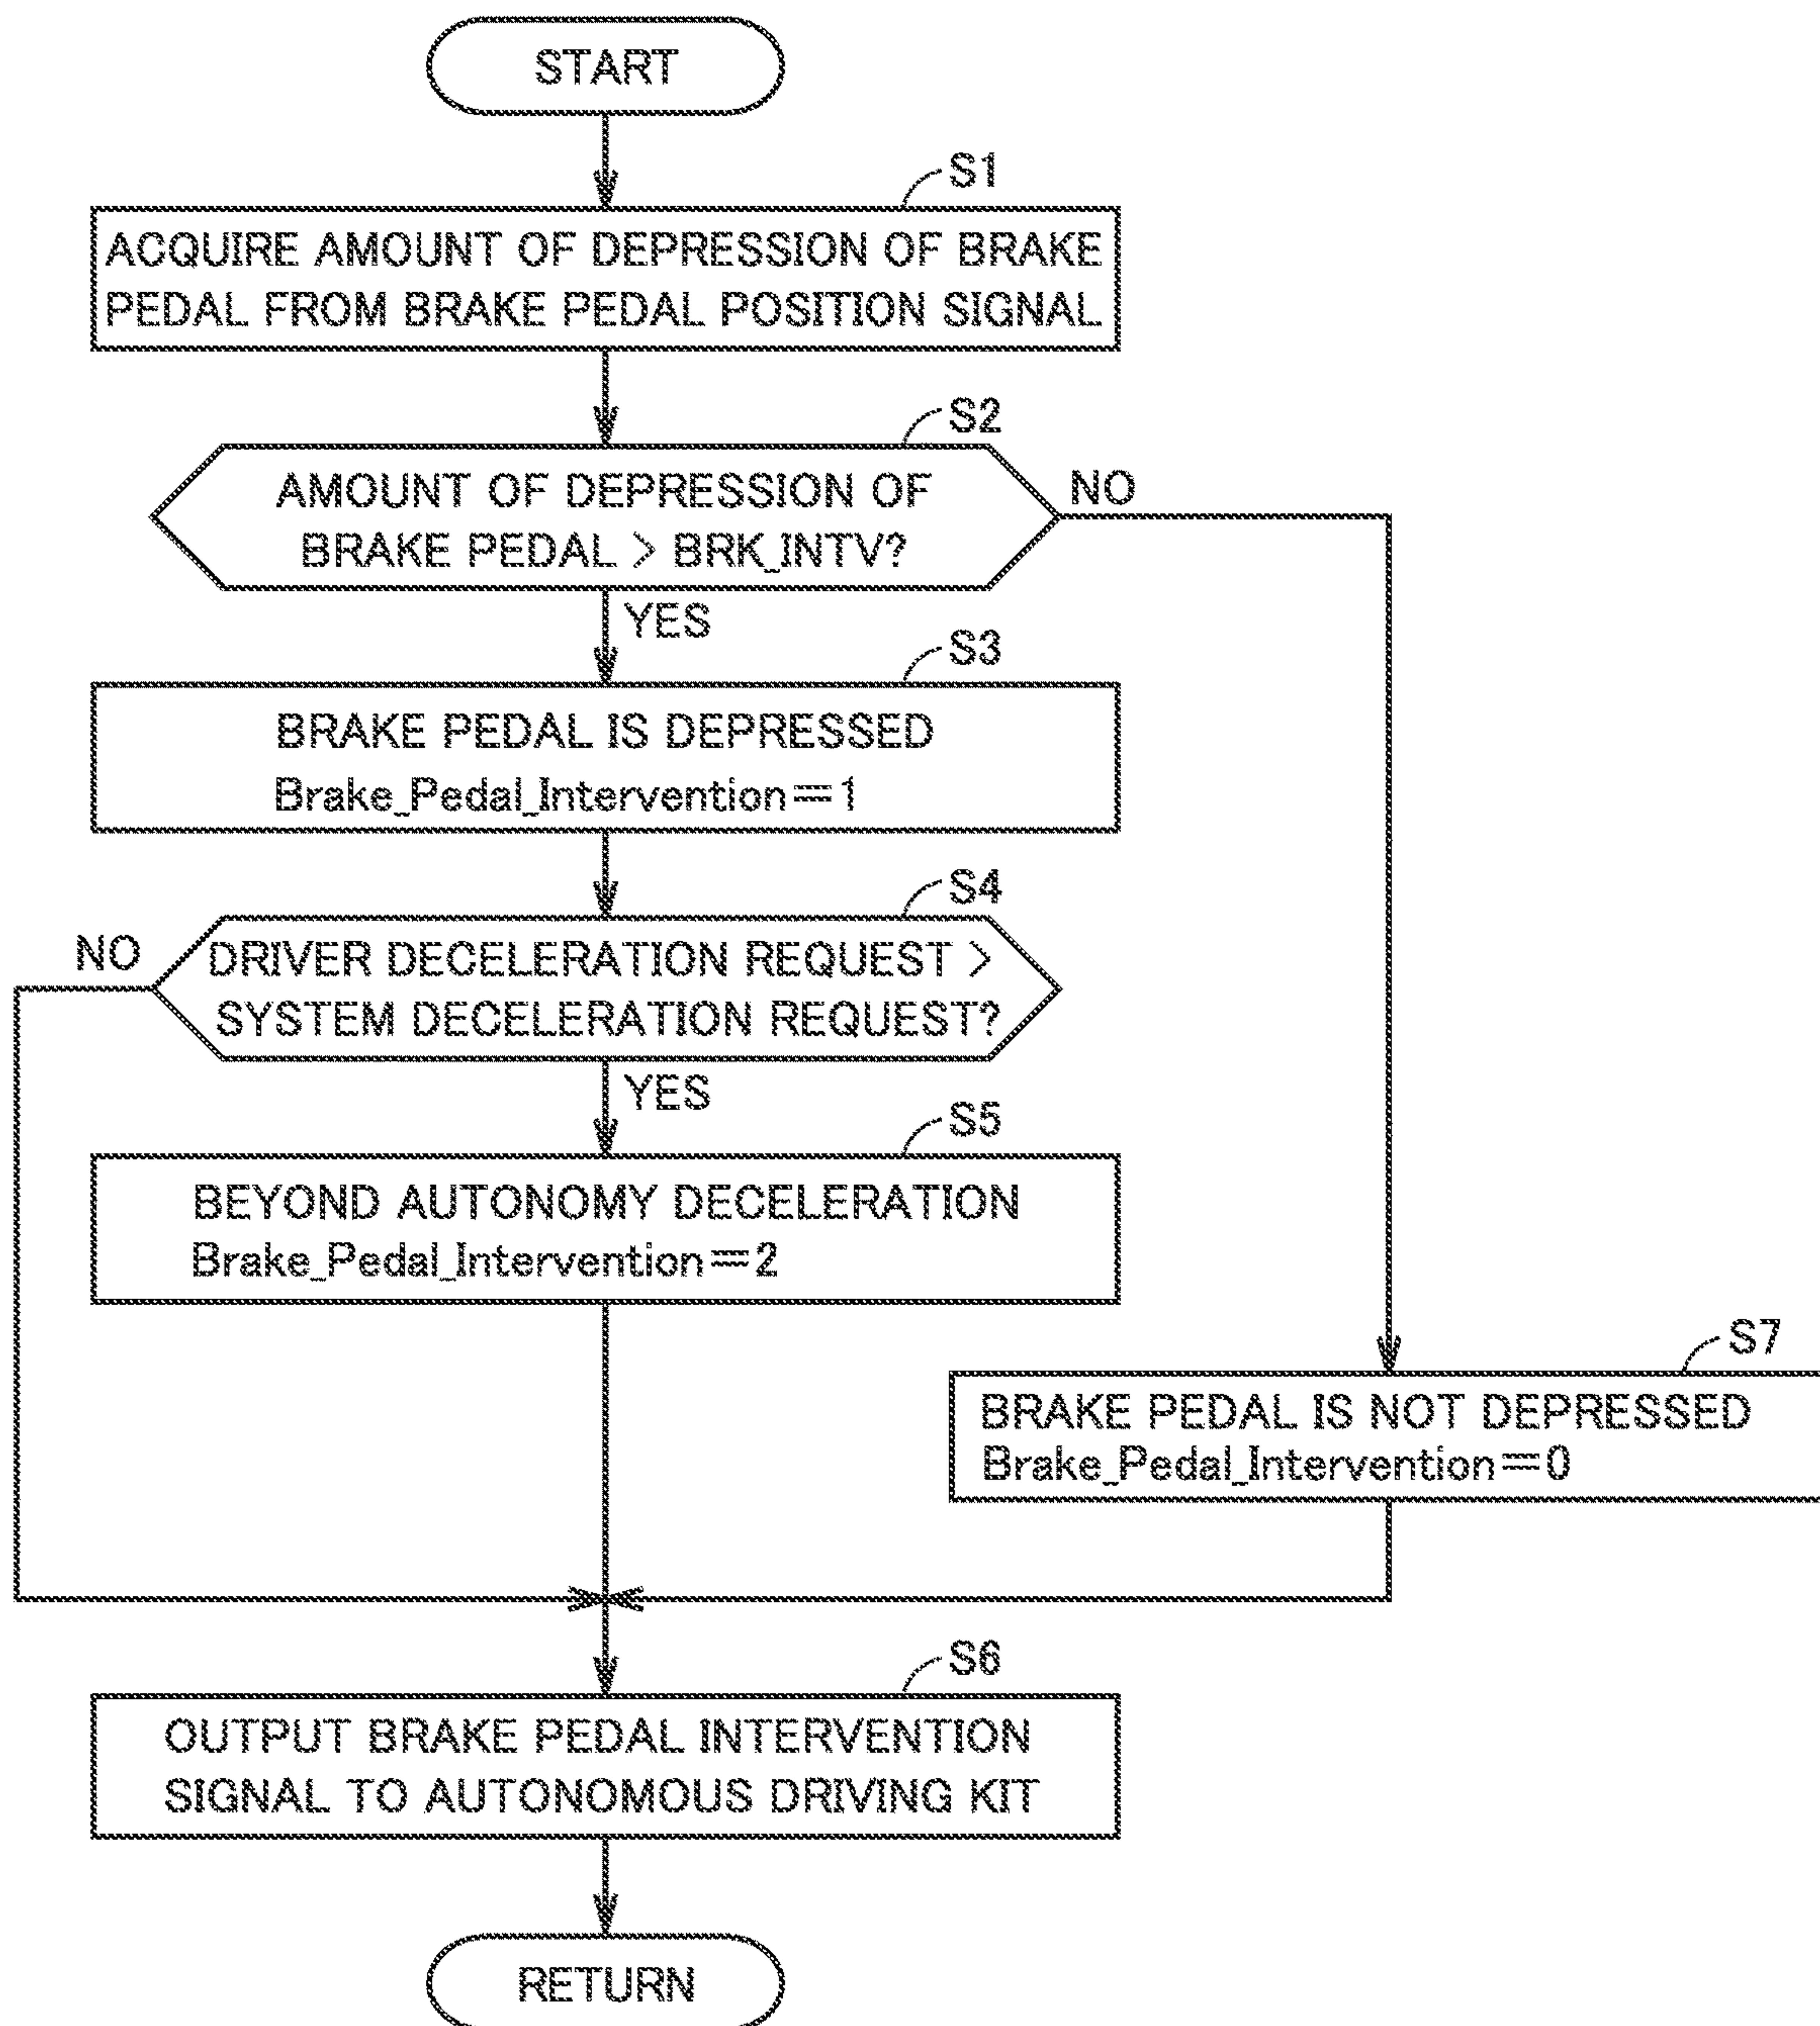 START
S1
ACQUIRE AMOUNT OF DEPRESSION OF BRAKE
PEDAL FROM BRAKE PEDAL POSITION SIGNAL
S2
AMOUNT OF DEPRESSION OF
BRAKE PEDAL > BRK_INTV?
NO
YES
S3
BRAKE PEDAL IS DEPRESSED
Brake_Pedal_Intervention==1
S4
NO
DRIVER DECELERATION REQUEST >
SYSTEM DECELERATION REQUEST?
YES
S5
BEYOND AUTONOMY DECELERATION
Brake_Pedal_Intervention==2
S7
BRAKE PEDAL IS NOT DEPRESSED
Brake_Pedal_Intervention==0
S6
OUTPUT BRAKE PEDAL INTERVENTION
SIGNAL TO AUTONOMOUS DRIVING KIT
RETURN